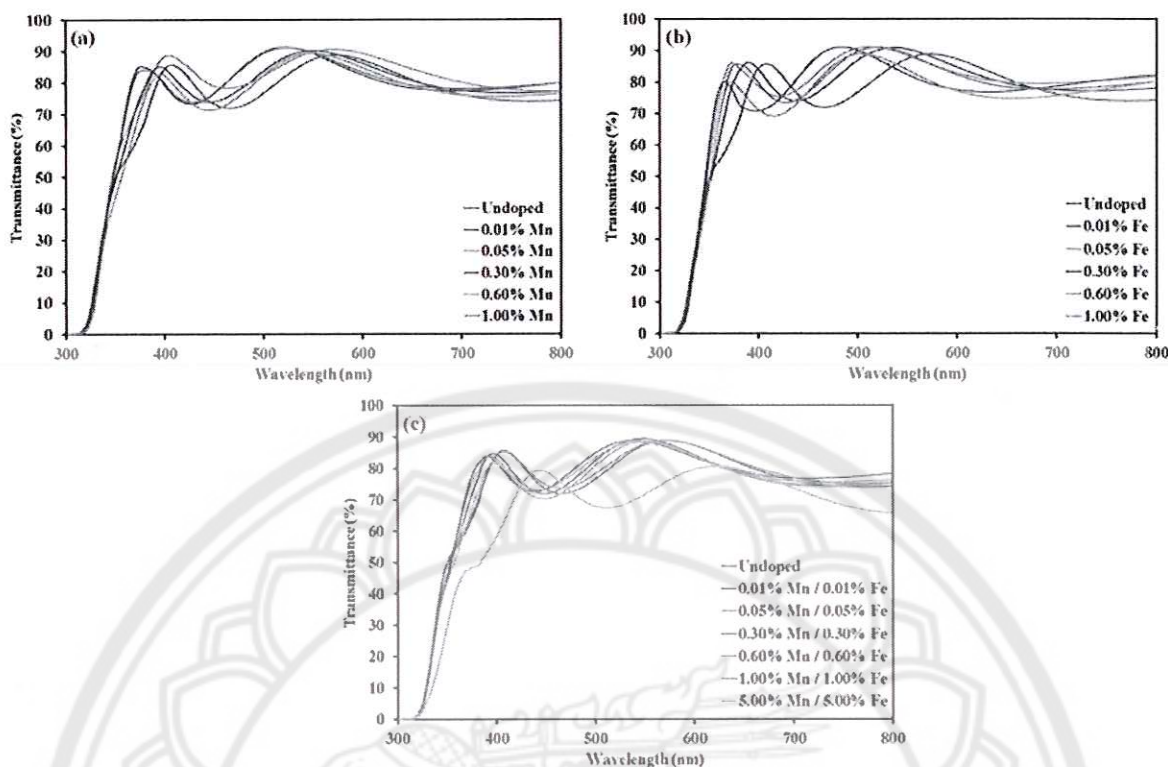 (a)
Transmittance (%)
100
90
80
70
60
50
40
30
20
10
0
300 400 500 600 700 800
Wavelength (nm)
Undoped
0.01% Mn
0.05% Mn
0.30% Mn
0.60% Mn
1.00% Mn
(b)
Transmittance (%)
100
90
80
70
60
50
40
30
20
10
0
300 400 500 600 700 800
Wavelength (nm)
Undoped
0.01% Fe
0.05% Fe
0.30% Fe
0.60% Fe
1.00% Fe
(c)
Transmittance (%)
100
90
80
70
60
50
40
30
20
10
0
300 400 500 600 700 800
Wavelength (nm)
Undoped
0.01% Mn / 0.01% Fe
0.05% Mn / 0.05% Fe
0.30% Mn / 0.30% Fe
0.60% Mn / 0.60% Fe
1.00% Mn / 1.00% Fe
5.00% Mn / 5.00% Fe